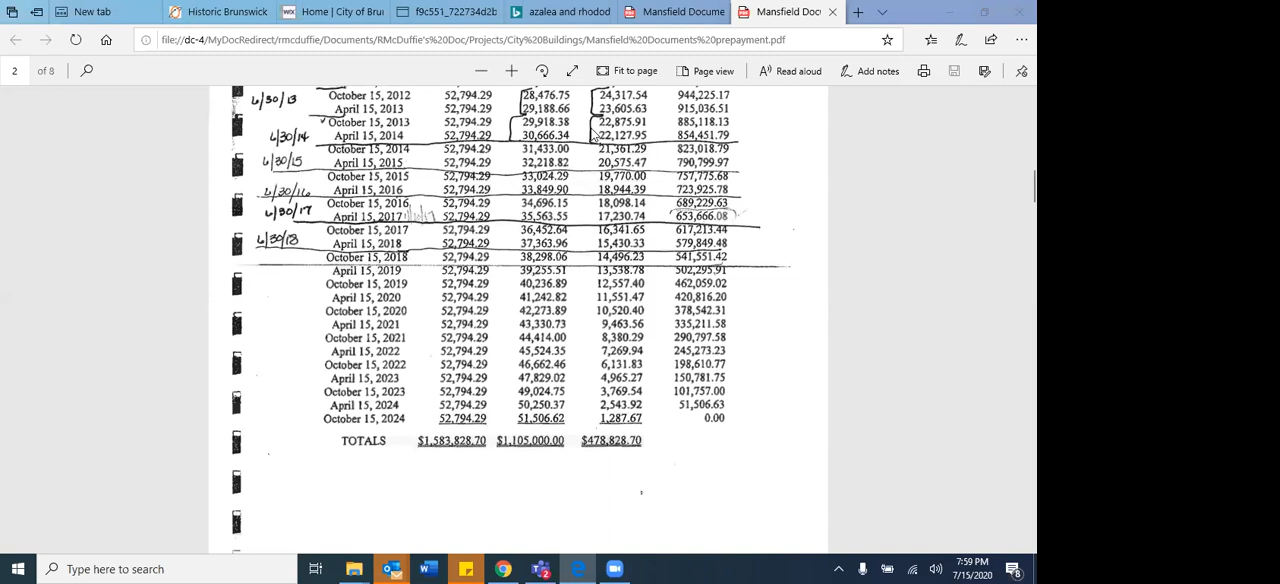 New tab
Historic Brunswick
WIX Home | City of Bru
f9c551_722734d2b
azalea and rhodod
Mansfield Docume
Mansfield Docum
file://dc-4/MyDocRedirect/rmcduffie/Documents/RMcDuffie's%20Doc/Projects/City%20Buildings/Mansfield%20Documents%20prepayment.pdf
2 of 8
Fit to page
Page view
Read aloud
Add notes
6/30/13 October 15, 2012 52,794.29 28,476.75 24,317.54 944,225.17
April 15, 2013 52,794.29 29,188.66 23,605.63 915,036.51
October 15, 2013 52,794.29 29,918.38 22,875.91 885,118.13
6/30/14 April 15, 2014 52,794.29 30,666.34 22,127.95 854,451.79
October 15, 2014 52,794.29 31,433.00 21,361.29 823,018.79
6/30/15 April 15, 2015 52,794.29 32,218.82 20,575.47 790,799.97
October 15, 2015 52,794.29 33,024.29 19,770.00 757,775.68
6/30/16 April 15, 2016 52,794.29 33,849.90 18,944.39 723,925.78
October 15, 2016 52,794.29 34,696.15 18,098.14 689,229.63
6/30/17 April 15, 2017 52,794.29 35,563.55 17,230.74 653,666.08
October 15, 2017 52,794.29 36,452.64 16,341.65 617,213.44
6/30/18 April 15, 2018 52,794.29 37,363.96 15,430.33 579,849.48
October 15, 2018 52,794.29 38,298.06 14,496.23 541,551.42
April 15, 2019 52,794.29 39,255.51 13,538.78 502,295.91
October 15, 2019 52,794.29 40,236.89 12,557.40 462,059.02
April 15, 2020 52,794.29 41,242.82 11,551.47 420,816.20
October 15, 2020 52,794.29 42,273.89 10,520.40 378,542.31
April 15, 2021 52,794.29 43,330.73 9,463.56 335,211.58
October 15, 2021 52,794.29 44,414.00 8,380.29 290,797.58
April 15, 2022 52,794.29 45,524.35 7,269.94 245,273.23
October 15, 2022 52,794.29 46,662.46 6,131.83 198,610.77
April 15, 2023 52,794.29 47,829.02 4,965.27 150,781.75
October 15, 2023 52,794.29 49,024.75 3,769.54 101,757.00
April 15, 2024 52,794.29 50,250.37 2,543.92 51,506.63
October 15, 2024 52,794.29 51,506.62 1,287.67 0.00
TOTALS $1,583,828.70 $1,105,000.00 $478,828.70
Type here to search
7:59 PM
7/15/2020
8